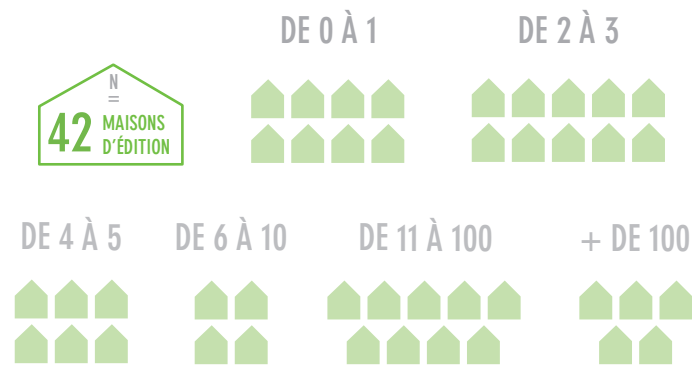 DE 0 À 1
DE 2 À 3
N
=
42 MAISONS
D'ÉDITION
DE 4 À 5
DE 6 À 10
DE 11 À 100
+ DE 100